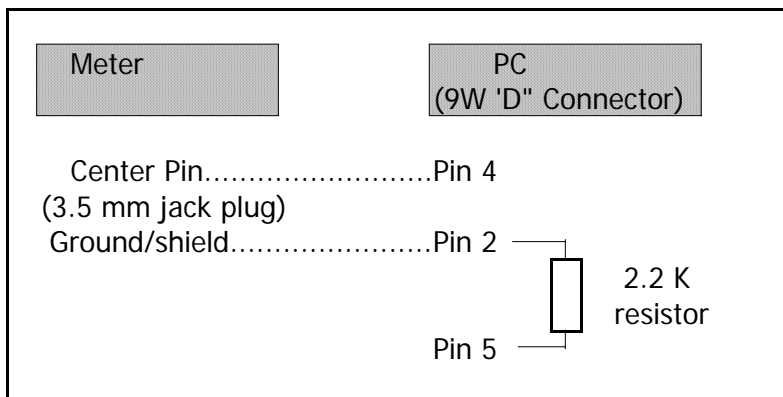 Meter
PC
(9W 'D" Connector)
Center Pin..........................Pin 4
(3.5 mm jack plug)
Ground/shield.......................Pin 2
2.2 K
resistor
Pin 5